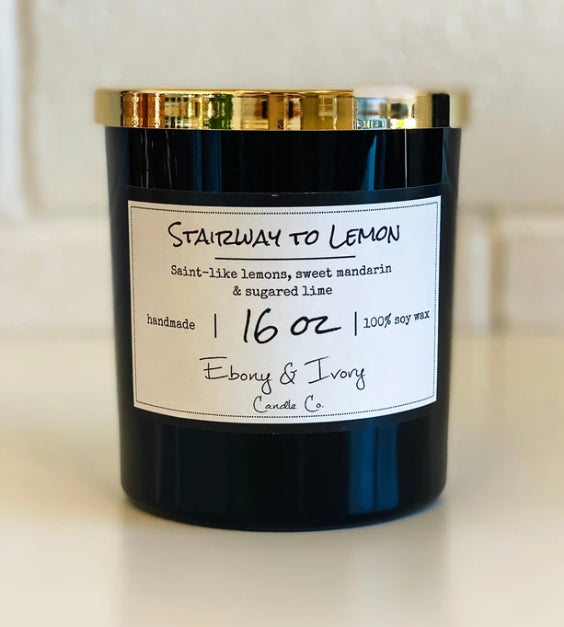 Stairway to Lemon
Saint-like lemons, sweet mandarin
& sugared lime
handmade | 16 oz | 100% soy wax
Ebony & Ivory
Candle Co.